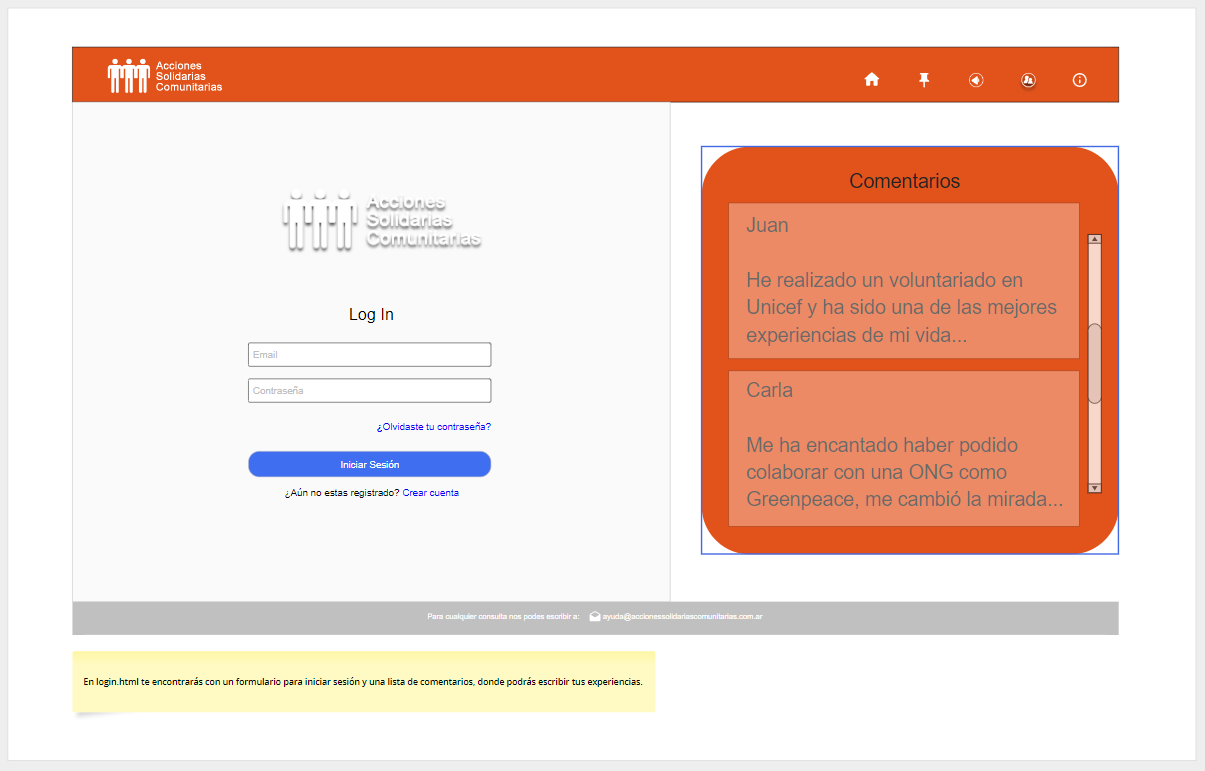 Acciones
Solidarias
Comunitarias
Acciones
Solidarias
Comunitarias
Log In
Email
Contraseña
¿Olvidaste tu contraseña?
Iniciar Sesión
¿Aún no estas registrado? Crear cuenta
Comentarios
Juan
He realizado un voluntariado en
Unicef y ha sido una de las mejores
experiencias de mi vida...
Carla
Me ha encantado haber podido
colaborar con una ONG como
Greenpeace, me cambió la mirada...
Para cualquier consulta nos podes escribir a: ayuda@accionessolidariascomunitarias.com.ar
En login.html te encontrarás con un formulario para iniciar sesión y una lista de comentarios, donde podrás escribir tus experiencias.